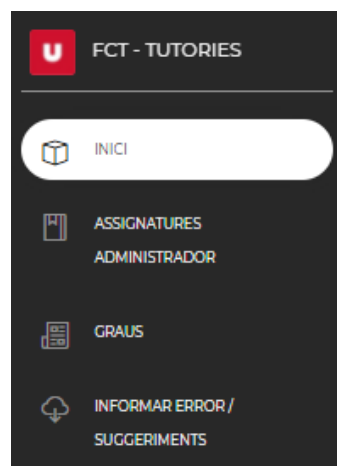 U
FCT - TUTORIES
INICI
ASSIGNATURES
ADMINISTRADOR
GRAUS
INFORMAR ERROR /
SUGGERIMENTS